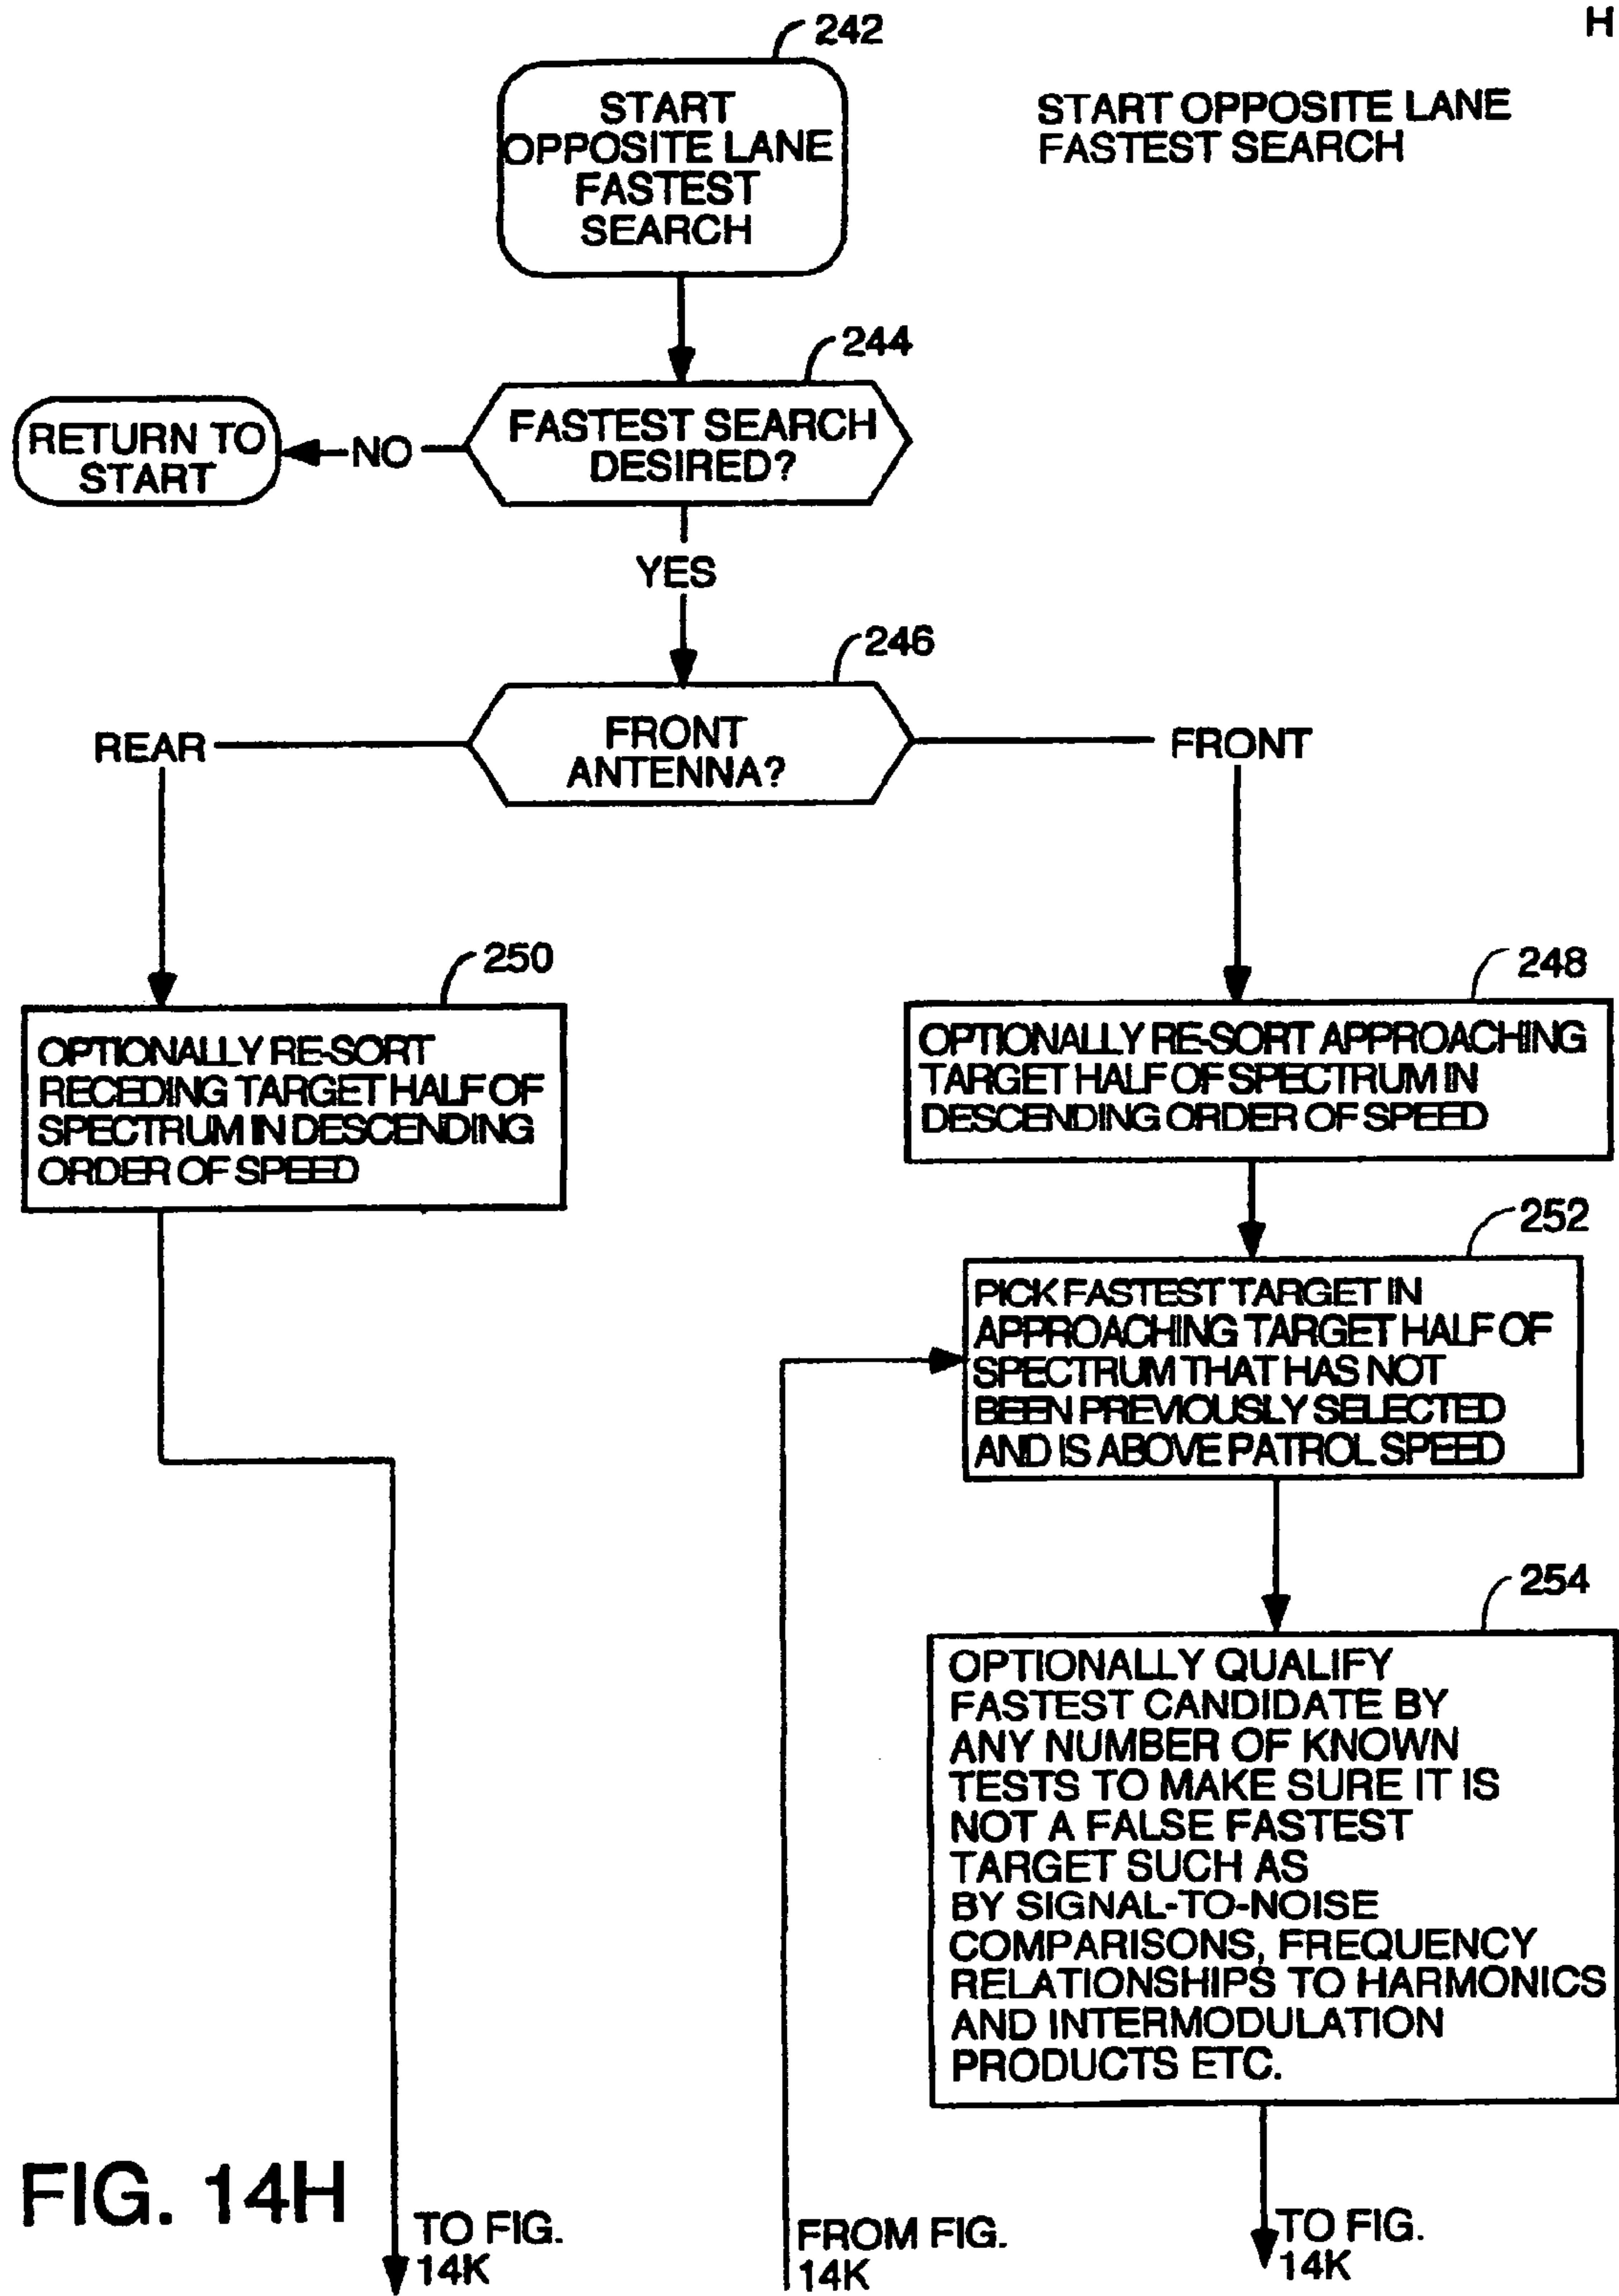 242
H
START
OPPOSITE LANE
FASTEST
SEARCH
START OPPOSITE LANE
FASTEST SEARCH
244
FASTEST SEARCH
DESIRED?
NO
RETURN TO
START
YES
246
FRONT
ANTENNA?
REAR
FRONT
250
OPTIONALLY RE-SORT
RECEDING TARGET HALF OF
SPECTRUM IN DESCENDING
ORDER OF SPEED
248
OPTIONALLY RE-SORT APPROACHING
TARGET HALF OF SPECTRUM IN
DESCENDING ORDER OF SPEED
252
PICK FASTEST TARGET IN
APPROACHING TARGET HALF OF
SPECTRUM THAT HAS NOT
BEEN PREVIOUSLY SELECTED
AND IS ABOVE PATROL SPEED
254
OPTIONALLY QUALIFY
FASTEST CANDIDATE BY
ANY NUMBER OF KNOWN
TESTS TO MAKE SURE IT IS
NOT A FALSE FASTEST
TARGET SUCH AS
BY SIGNAL-TO-NOISE
COMPARISONS, FREQUENCY
RELATIONSHIPS TO HARMONICS
AND INTERMODULATION
PRODUCTS ETC.
FIG. 14H
TO FIG.
14K
FROM FIG.
14K
TO FIG.
14K